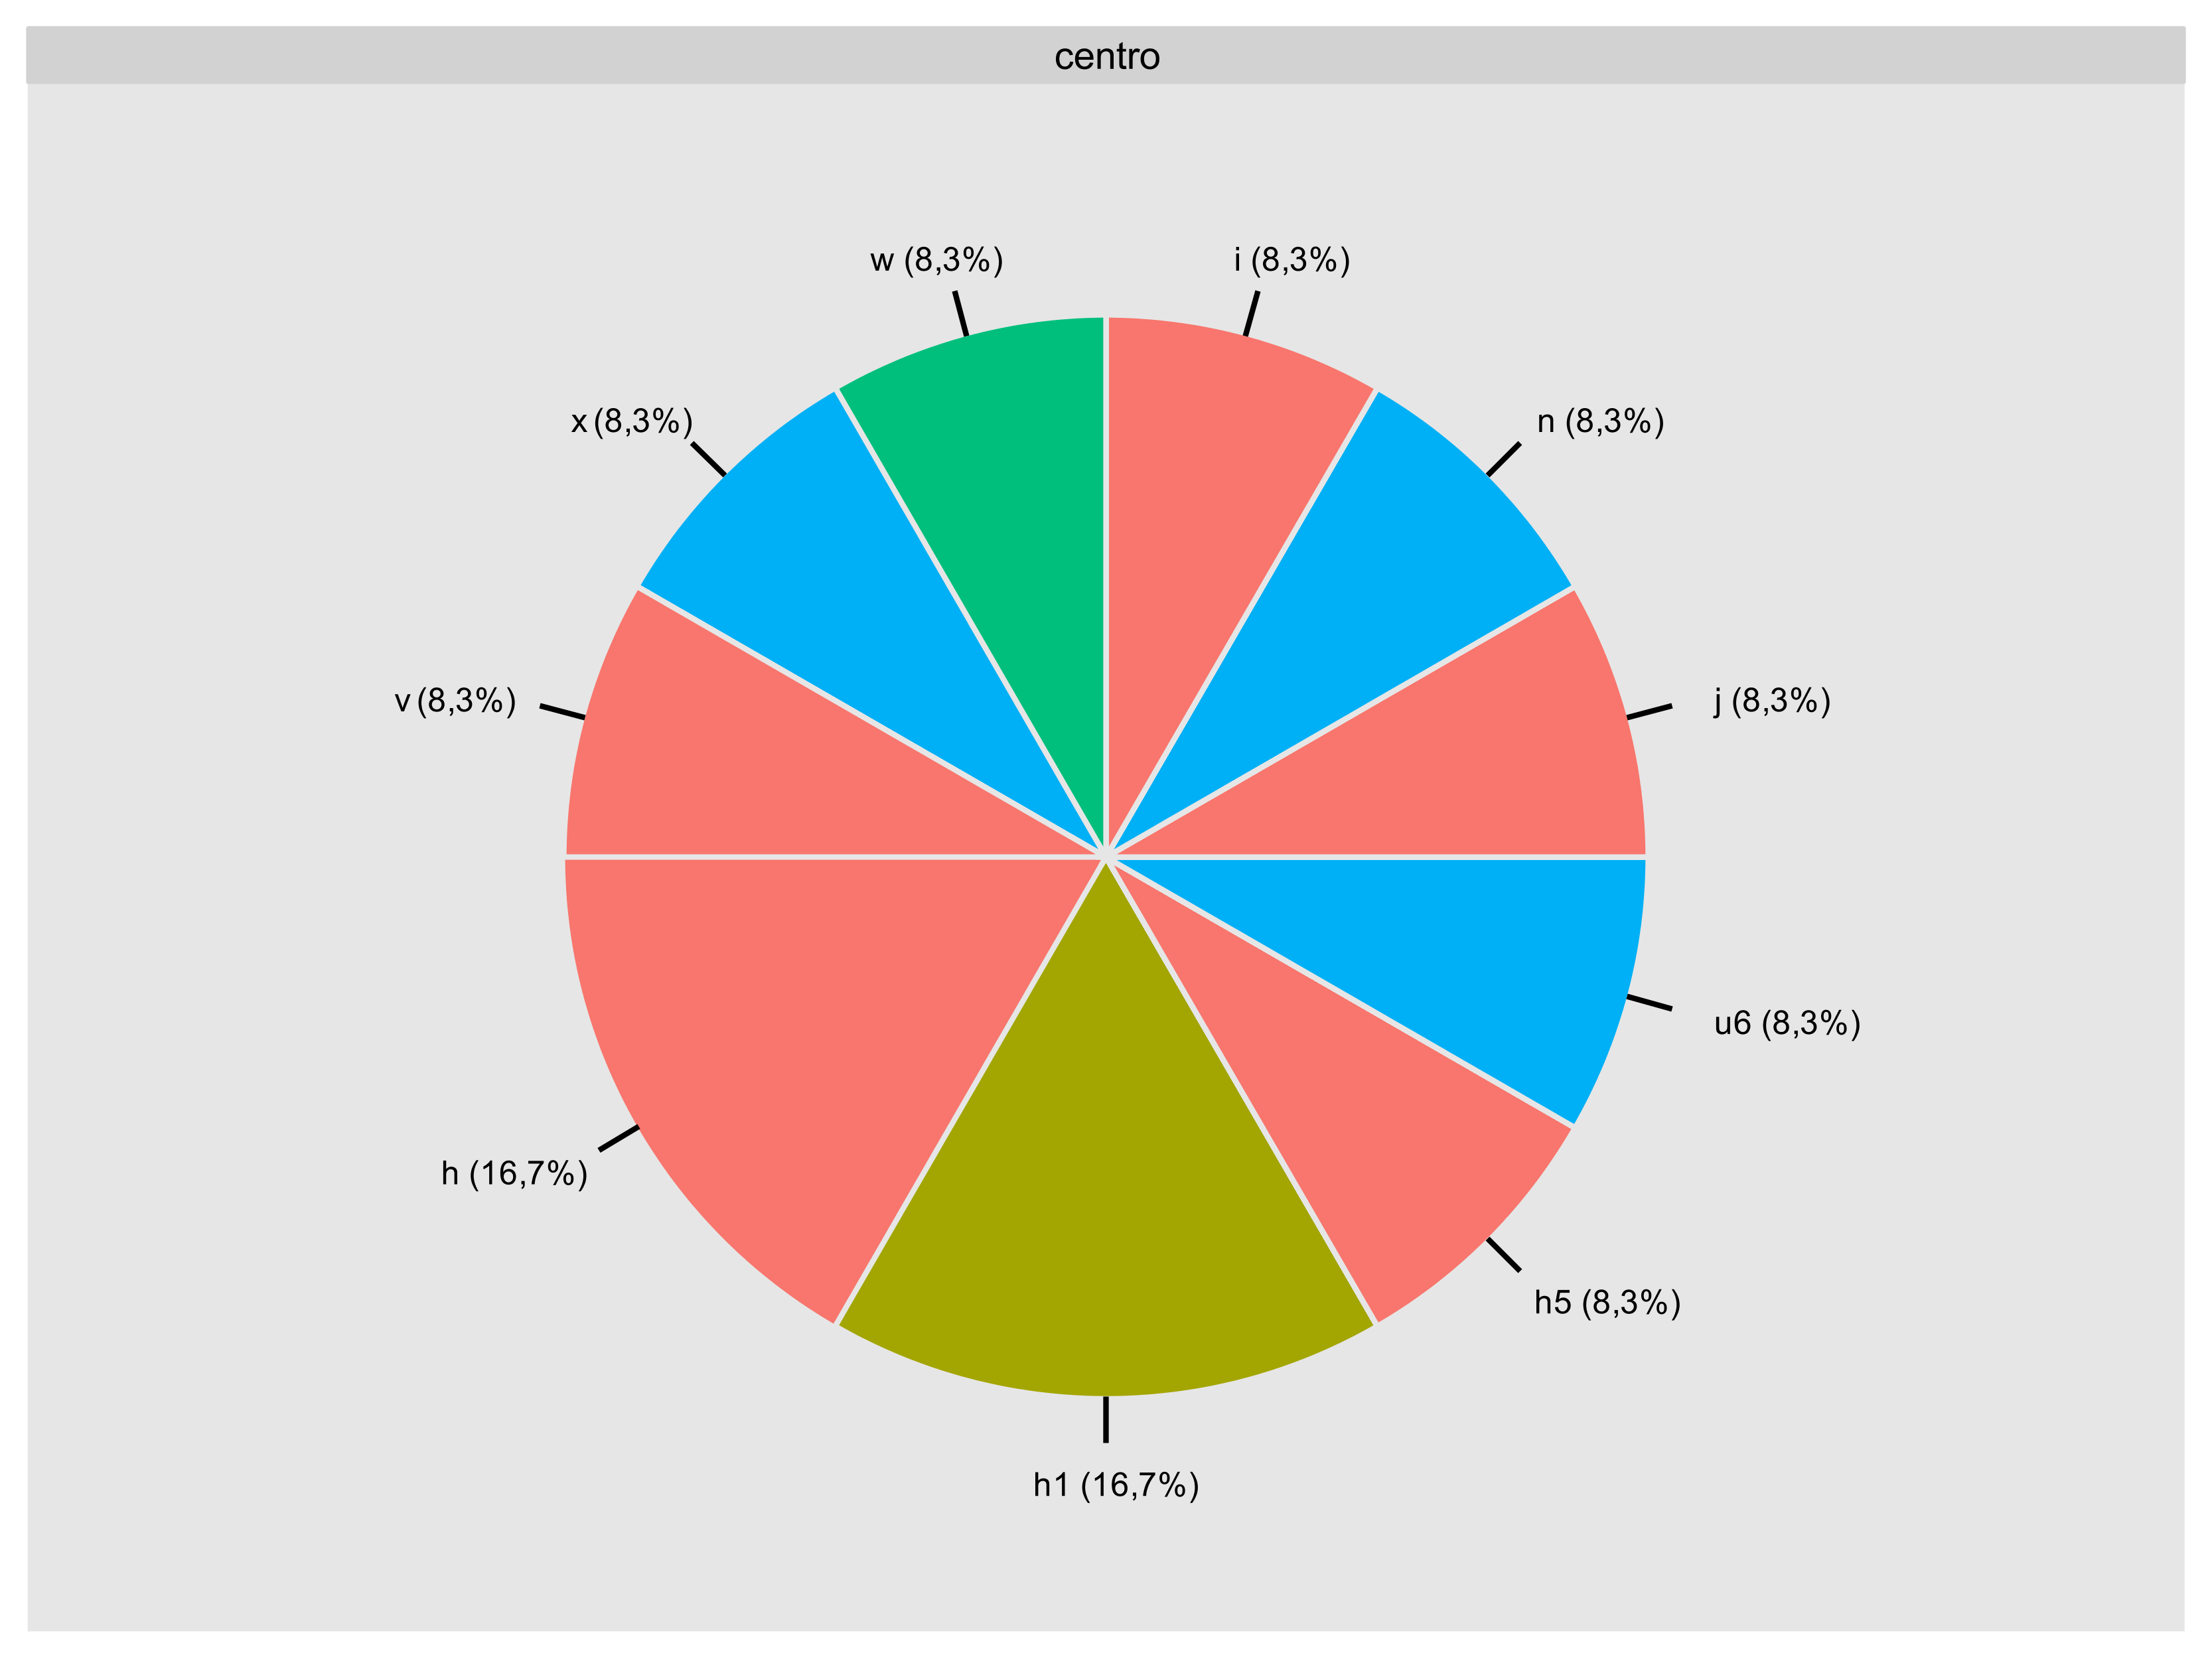 centro
w (8,3%)
i (8,3%)
x (8,3%)
n (8,3%)
v (8,3%)
j (8,3%)
u6 (8,3%)
h (16,7%)
h5 (8,3%)
h1 (16,7%)